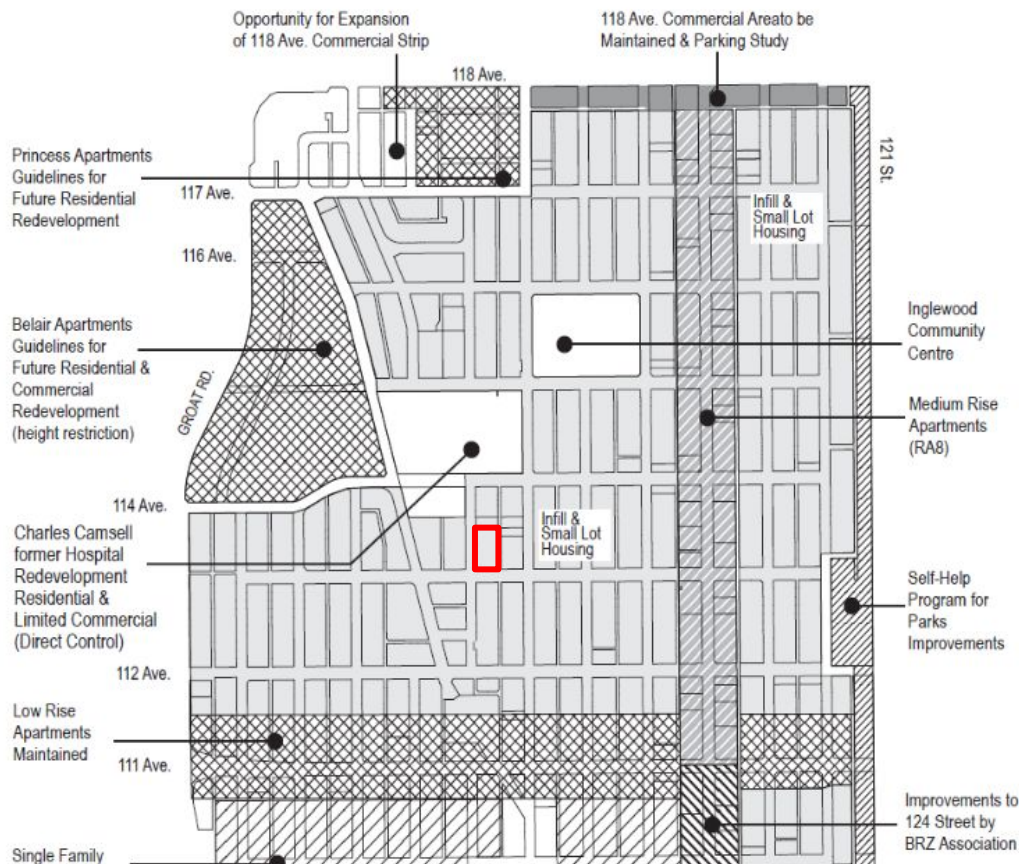 Opportunity for Expansion
of 118 Ave. Commercial Strip
118 Ave. Commercial Areato be
Maintained & Parking Study
118 Ave.
121 St.
Princess Apartments
Guidelines for
Future Residential
Redevelopment
117 Ave.
Infill &
Small Lot
Housing
116 Ave.
Belair Apartments
Guidelines for
Future Residential &
Commercial
Redevelopment
(height restriction)
GROAT RD.
Inglewood
Community
Centre
Medium Rise
Apartments
(RA8)
114 Ave.
Infill &
Small Lot
Housing
Charles Camsell
former Hospital
Redevelopment
Residential &
Limited Commercial
(Direct Control)
Self-Help
Program for
Parks
Improvements
112 Ave.
Low Rise
Apartments
Maintained
111 Ave.
Improvements to
124 Street by
BRZ Association
Single Family